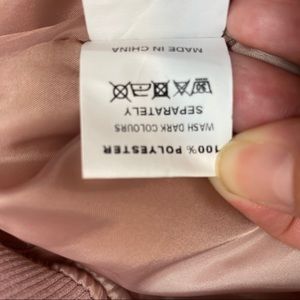 100% POLYESTER
WASH DARK COLOURS
SEPARATELY
MADE IN CHINA